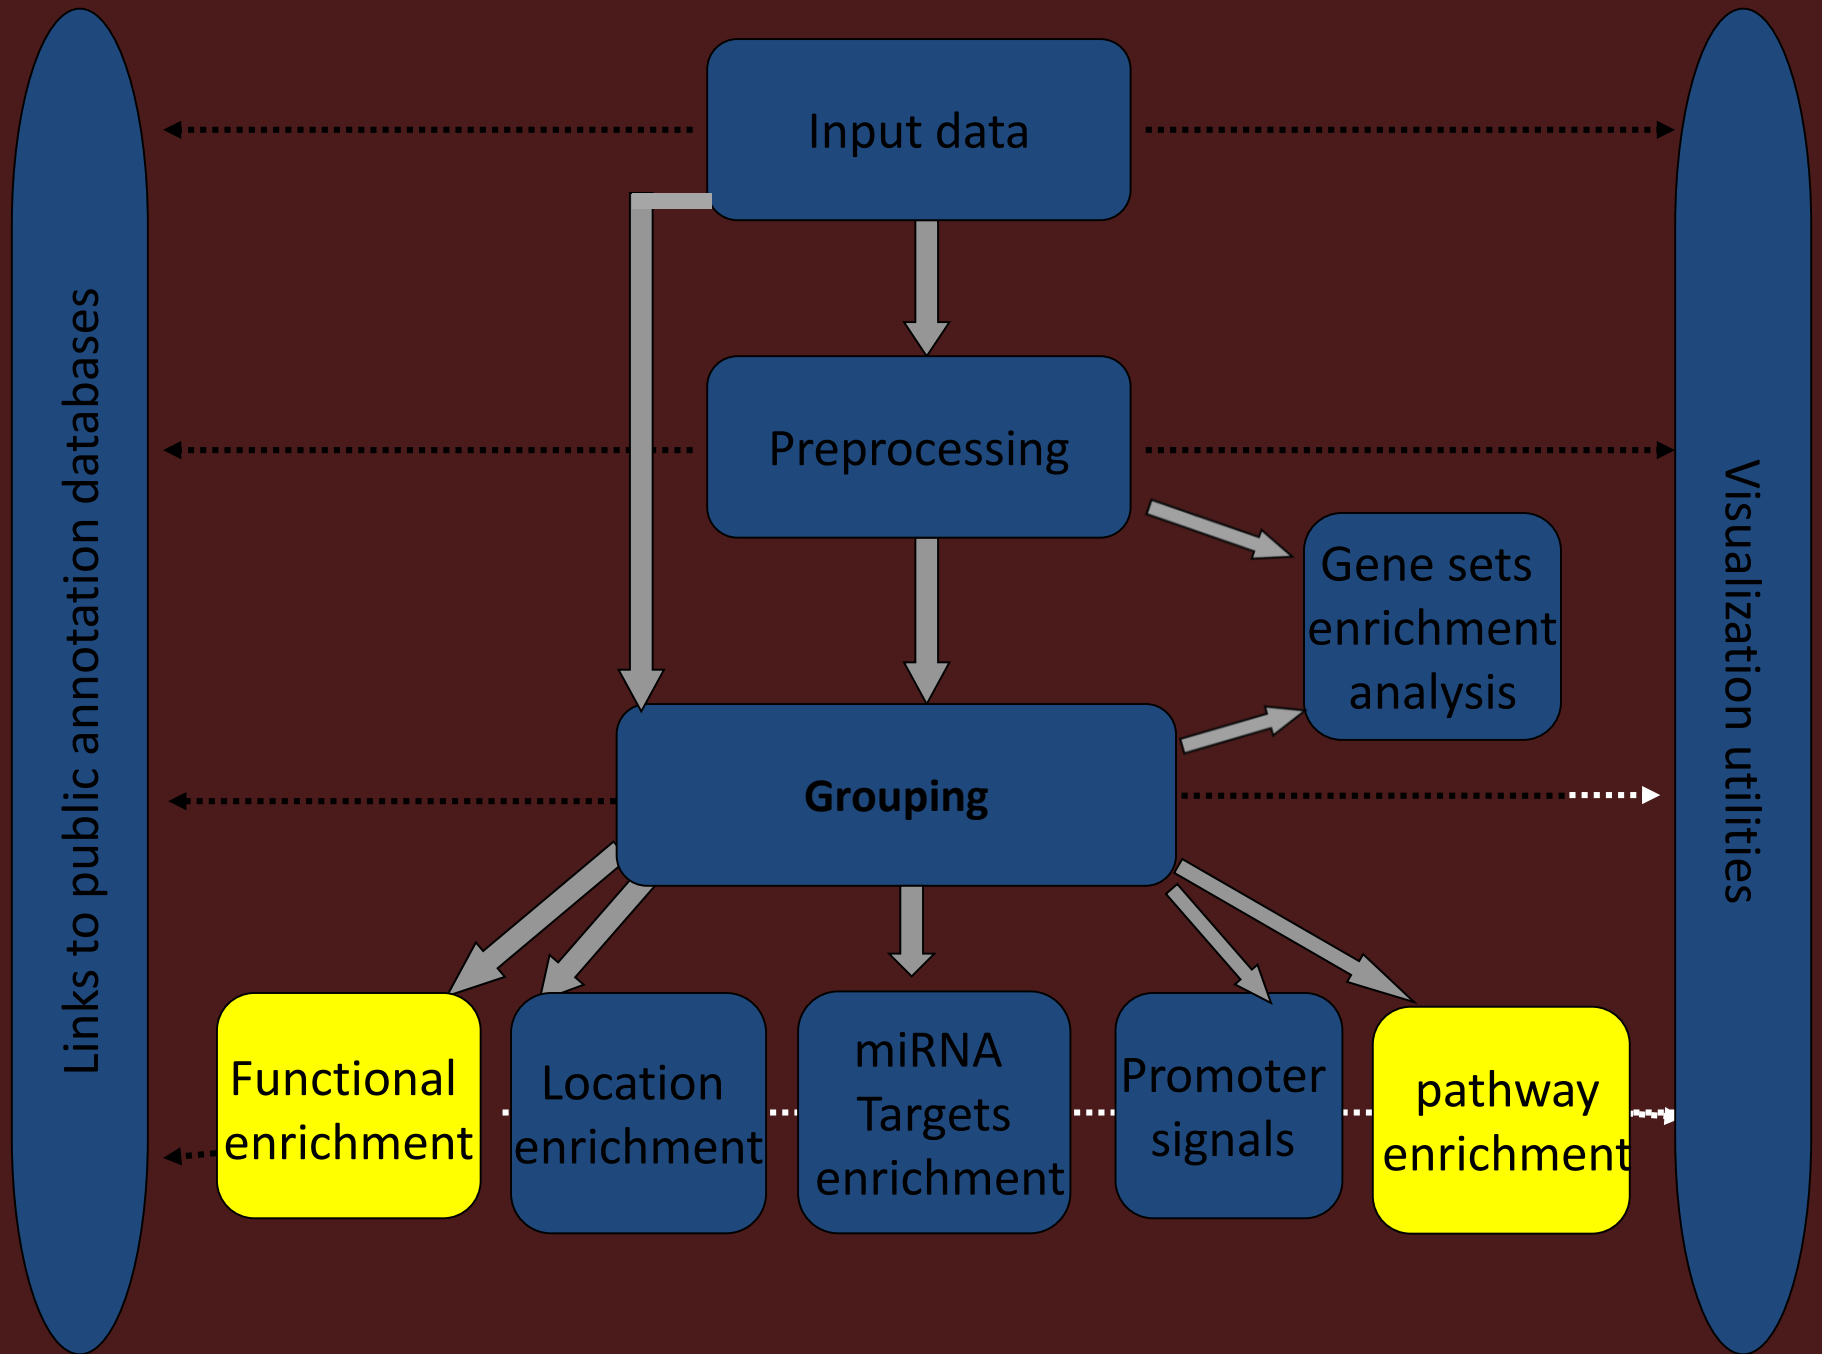 Input data
Links to public annotation databases
Preprocessing
Visualization utilities
Gene sets
enrichment
analysis
Grouping
Functional
enrichment
Location
enrichment
miRNA
Targets
enrichment
Promoter
signals
pathway
enrichment